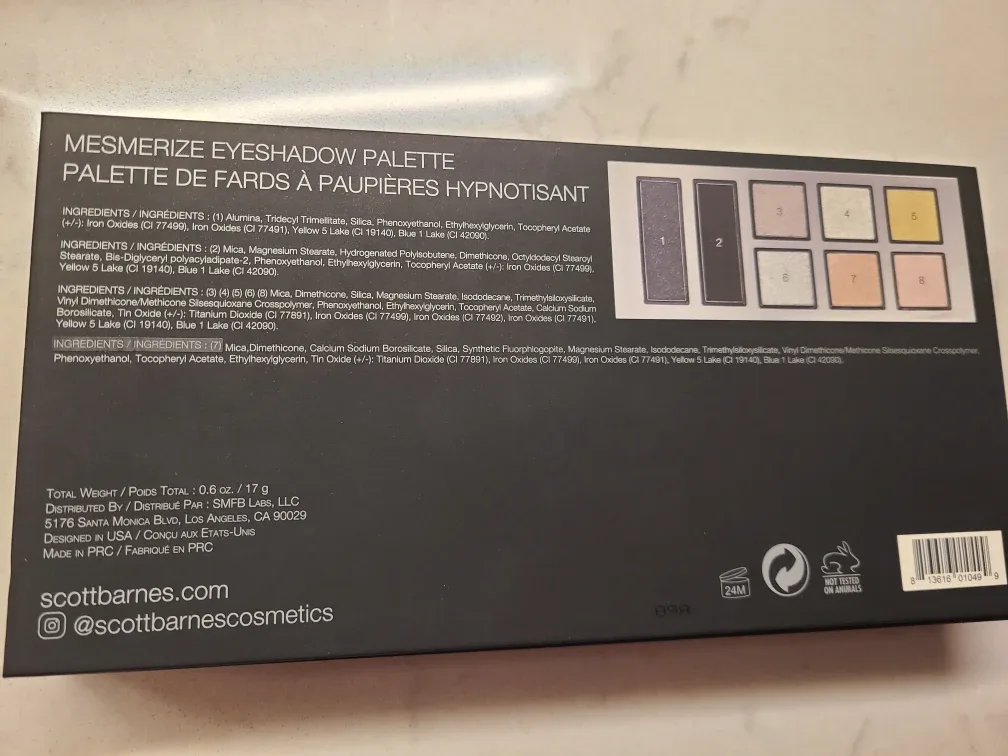 MESMERIZE EYESHADOW PALETTE
PALETTE DE FARDS À PAUPIÈRES HYPNOTISANT
INGREDIENTS / INGRÉDIENTS : (1) Alumina, Tridecyl Trimellitate, Silica, Phenoxyethanol, Ethylhexylglycerin, Tocopheryl Acetate
(+/-): Iron Oxides (CI 77499), Iron Oxides (CI 77491), Yellow 5 Lake (CI 19140), Blue 1 Lake (CI 42090).
INGREDIENTS / INGRÉDIENTS : (2) Mica, Magnesium Stearate, Hydrogenated Polyisobutene, Dimethicone, Octyldodecyl Stearoyl
Stearate, Bis-Diglyceryl polyacyladipate-2, Phenoxyethanol, Ethylhexylglycerin, Tocopheryl Acetate (+/-): Iron Oxides (CI 77499),
Yellow 5 Lake (CI 19140), Blue 1 Lake (CI 42090).
INGREDIENTS / INGRÉDIENTS : (3) (4) (5) (6) (8) Mica, Dimethicone, Silica, Magnesium Stearate, Isododecane, Trimethylsiloxysilicate,
Vinyl Dimethicone/Methicone Silsesquioxane Crosspolymer, Phenoxyethanol, Ethylhexylglycerin, Tocopheryl Acetate, Calcium Sodium
Borosilicate, Tin Oxide (+/-): Titanium Dioxide (CI 77891), Iron Oxides (CI 77499), Iron Oxides (CI 77492), Iron Oxides (CI 77491),
Yellow 5 Lake (CI 19140), Blue 1 Lake (CI 42090).
INGREDIENTS / INGRÉDIENTS : (7) Mica,Dimethicone, Calcium Sodium Borosilicate, Silica, Synthetic Fluorphlogopite, Magnesium Stearate, Isododecane, Trimethylsiloxysilicate, Vinyl Dimethicone/Methicone Silsesquioxane Crosspolymer,
Phenoxyethanol, Tocopheryl Acetate, Ethylhexylglycerin, Tin Oxide (+/-): Titanium Dioxide (CI 77891), Iron Oxides (CI 77499), Iron Oxides (CI 77491), Yellow 5 Lake (CI 19140), Blue 1 Lake (CI 42090).
1 2 3 4 5
6 7 8
TOTAL WEIGHT / POIDS TOTAL : 0.6 oz. / 17 g
DISTRIBUTED BY / DISTRIBUÉ PAR : SMFB LABS, LLC
5176 SANTA MONICA BLVD, LOS ANGELES, CA 90029
DESIGNED IN USA / CONÇU AUX ETATS-UNIS
MADE IN PRC / FABRIQUÉ EN PRC
scottbarnes.com
@scottbarnescosmetics
24M
NOT TESTED
ON ANIMALS
8 13616 01049 9